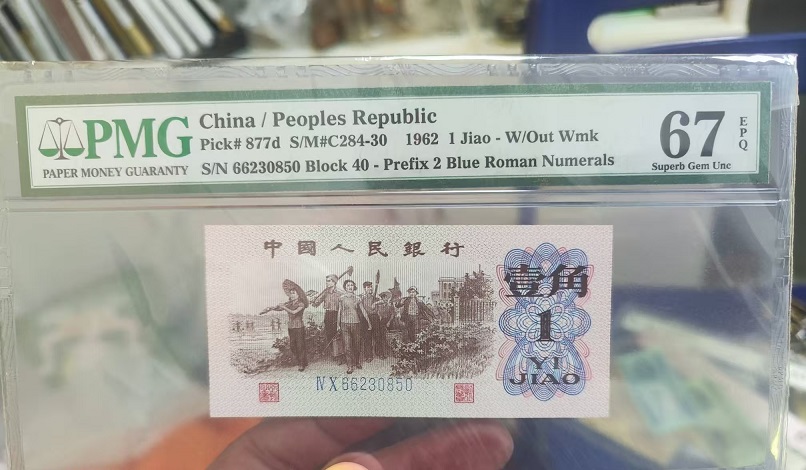 PMG
PAPER MONEY GUARANTY
China / Peoples Republic
Pick# 877d S/M#C284-30 1962 1 Jiao - W/Out Wmk
S/N 66230850 Block 40 - Prefix 2 Blue Roman Numerals
67
EPQ
Superb Gem Unc
中國人民銀行
壹角
1
YI
JIAO
Ⅳ Ⅹ 66230850